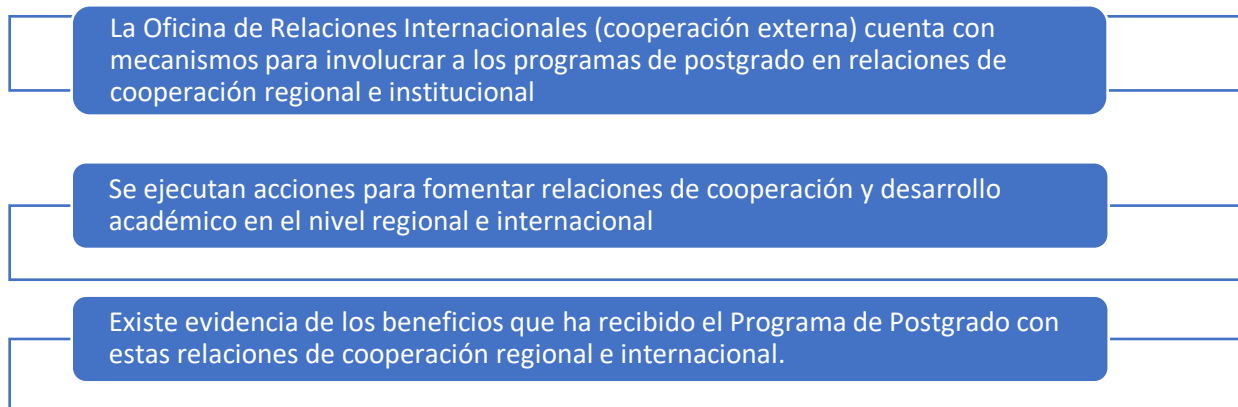 La Oficina de Relaciones Internacionales (cooperación externa) cuenta con
mecanismos para involucrar a los programas de postgrado en relaciones de
cooperación regional e institucional
Se ejecutan acciones para fomentar relaciones de cooperación y desarrollo
académico en el nivel regional e internacional
Existe evidencia de los beneficios que ha recibido el Programa de Postgrado con
estas relaciones de cooperación regional e internacional.